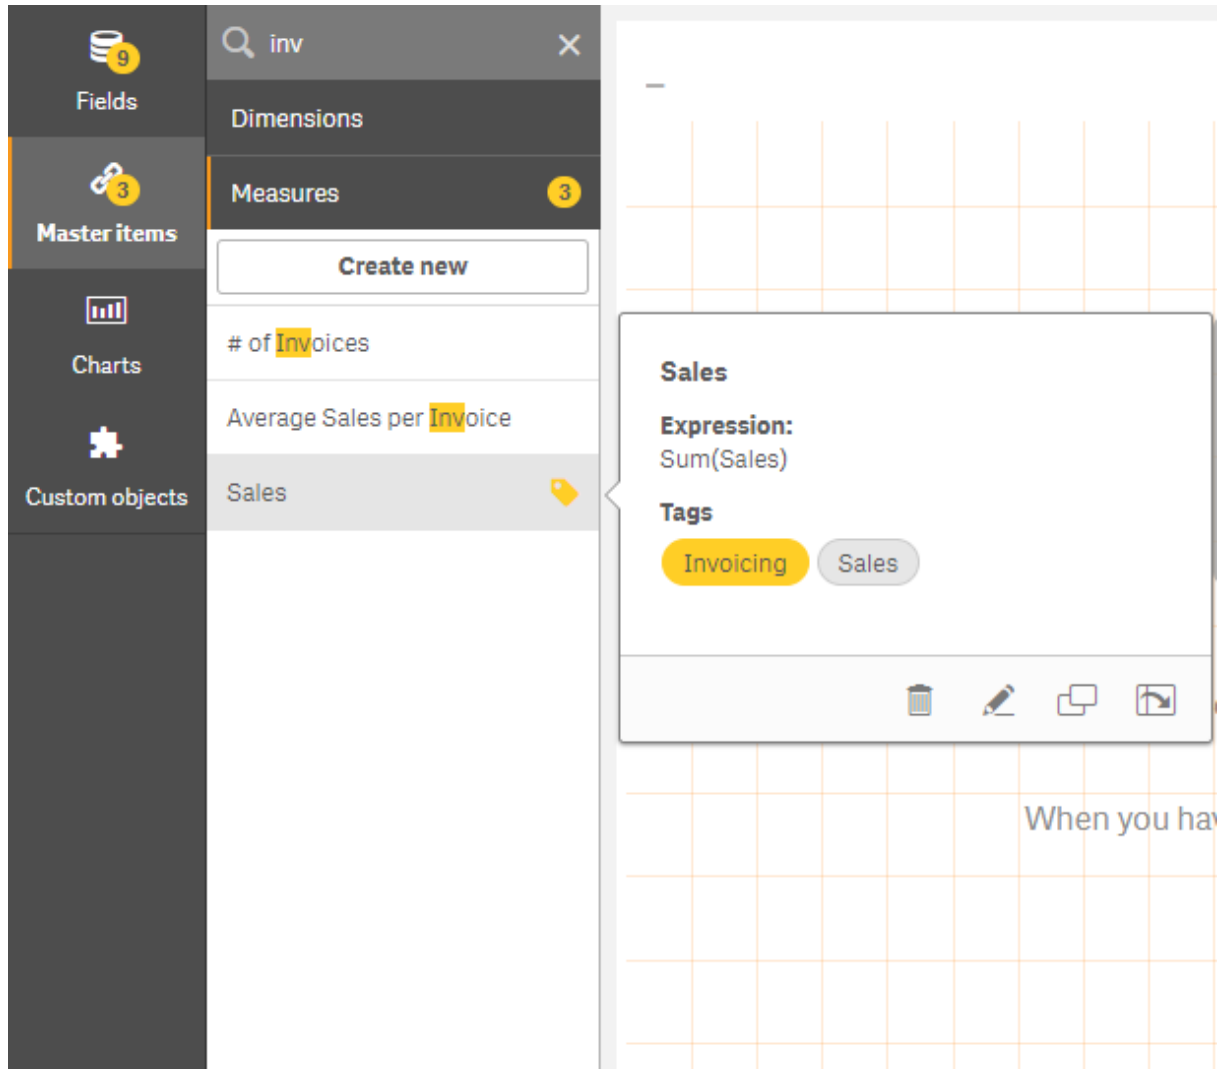 9
Fields
3
Master items
Charts
Custom objects
inv
Dimensions
Measures 3
Create new
# of Invoices
Average Sales per Invoice
Sales
Sales
Expression:
Sum(Sales)
Tags
Invoicing Sales
When you